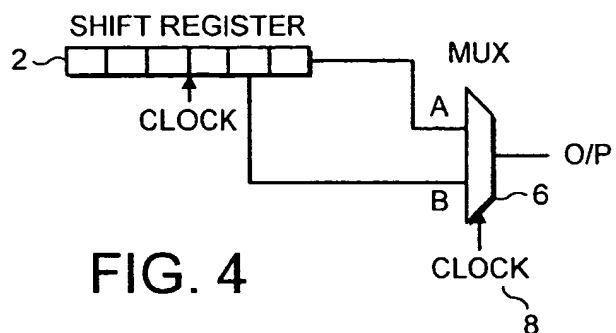 SHIFT REGISTER
2
MUX
CLOCK
A
O/P
B
6
CLOCK
8
FIG. 4